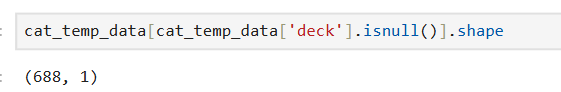 cat_temp_data[cat_temp_data['deck'].isnull()].shape
(688, 1)